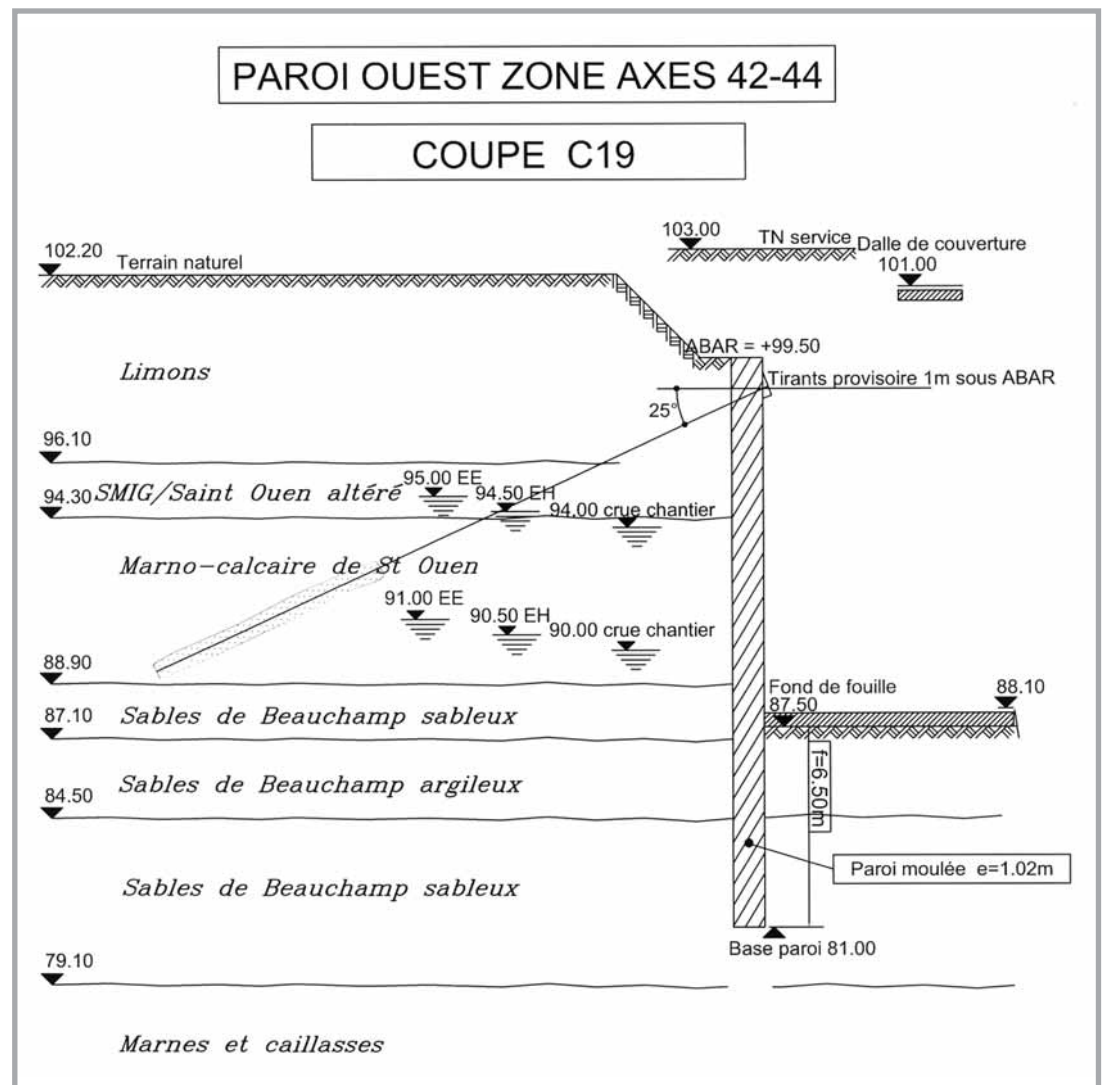 PAROI OUEST ZONE AXES 42-44
COUPE C19
103.00
TN service
Dalle de couverture
101.00
102.20
Terrain naturel
ABAR = +99.50
Limons
Tirants provisoire 1m sous ABAR
25°
96.10
SMIG/Saint Ouen altéré
95.00 EE
94.50 EH
94.00 crue chantier
94.30
Marno-calcaire de St Ouen
91.00 EE
90.50 EH
90.00 crue chantier
88.90
Fond de fouille
87.50
88.10
Sables de Beauchamp sableux
87.10
f=6.50m
Sables de Beauchamp argileux
84.50
Paroi moulée e=1.02m
Sables de Beauchamp sableux
Base paroi 81.00
79.10
Marnes et caillasses